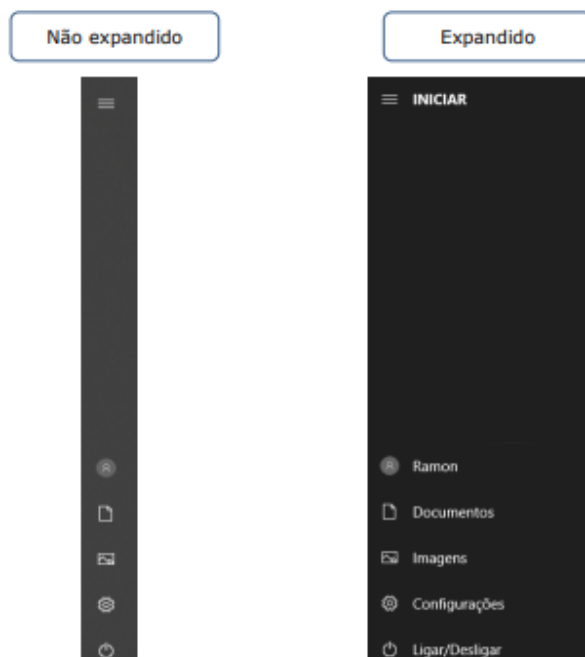 Não expandido
Expandido
INICIAR
Ramon
Documentos
Imagens
Configurações
Ligar/Desligar